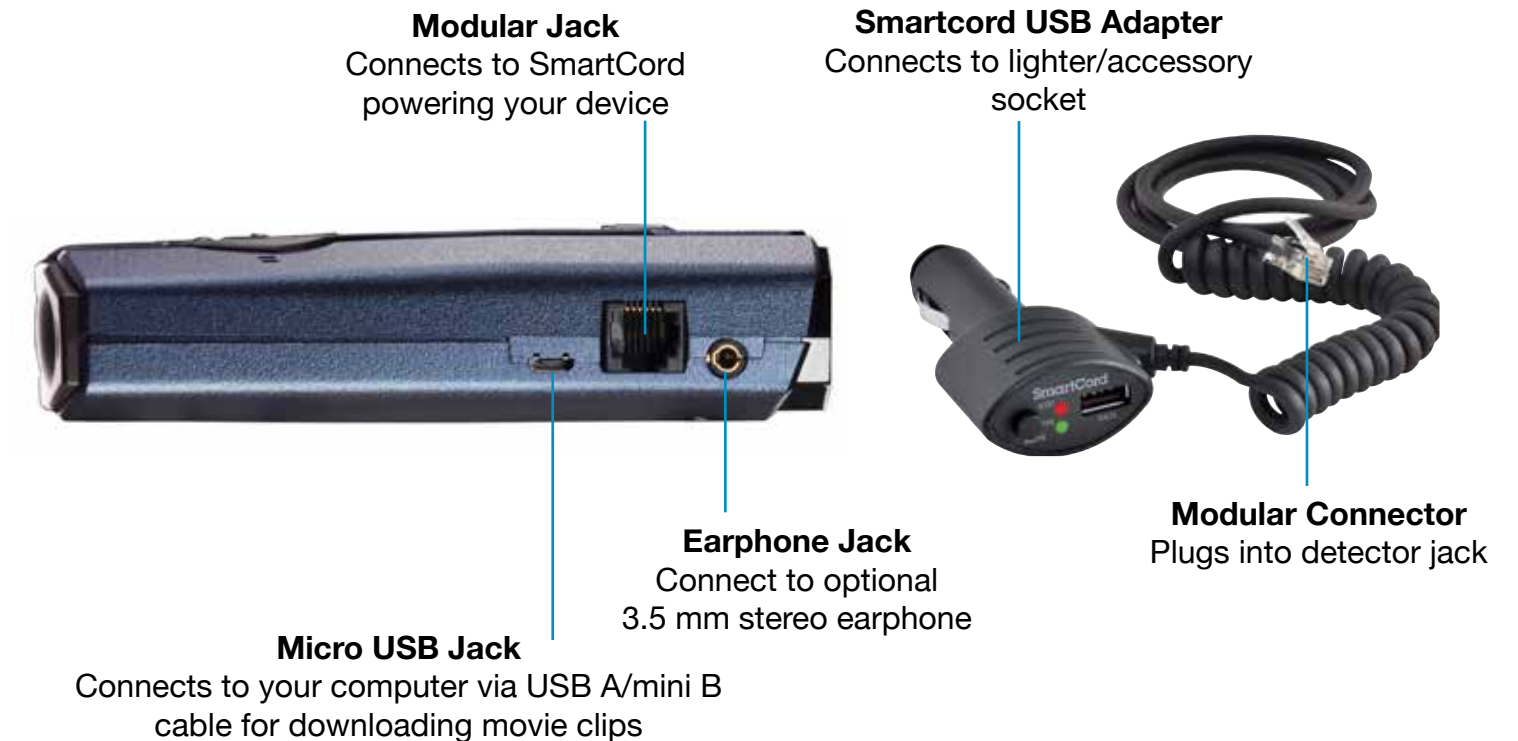 Modular Jack
Connects to SmartCord
powering your device
Smartcord USB Adapter
Connects to lighter/accessory
socket
SmartCord
Earphone Jack
Connect to optional
3.5 mm stereo earphone
Modular Connector
Plugs into detector jack
Micro USB Jack
Connects to your computer via USB A/mini B
cable for downloading movie clips